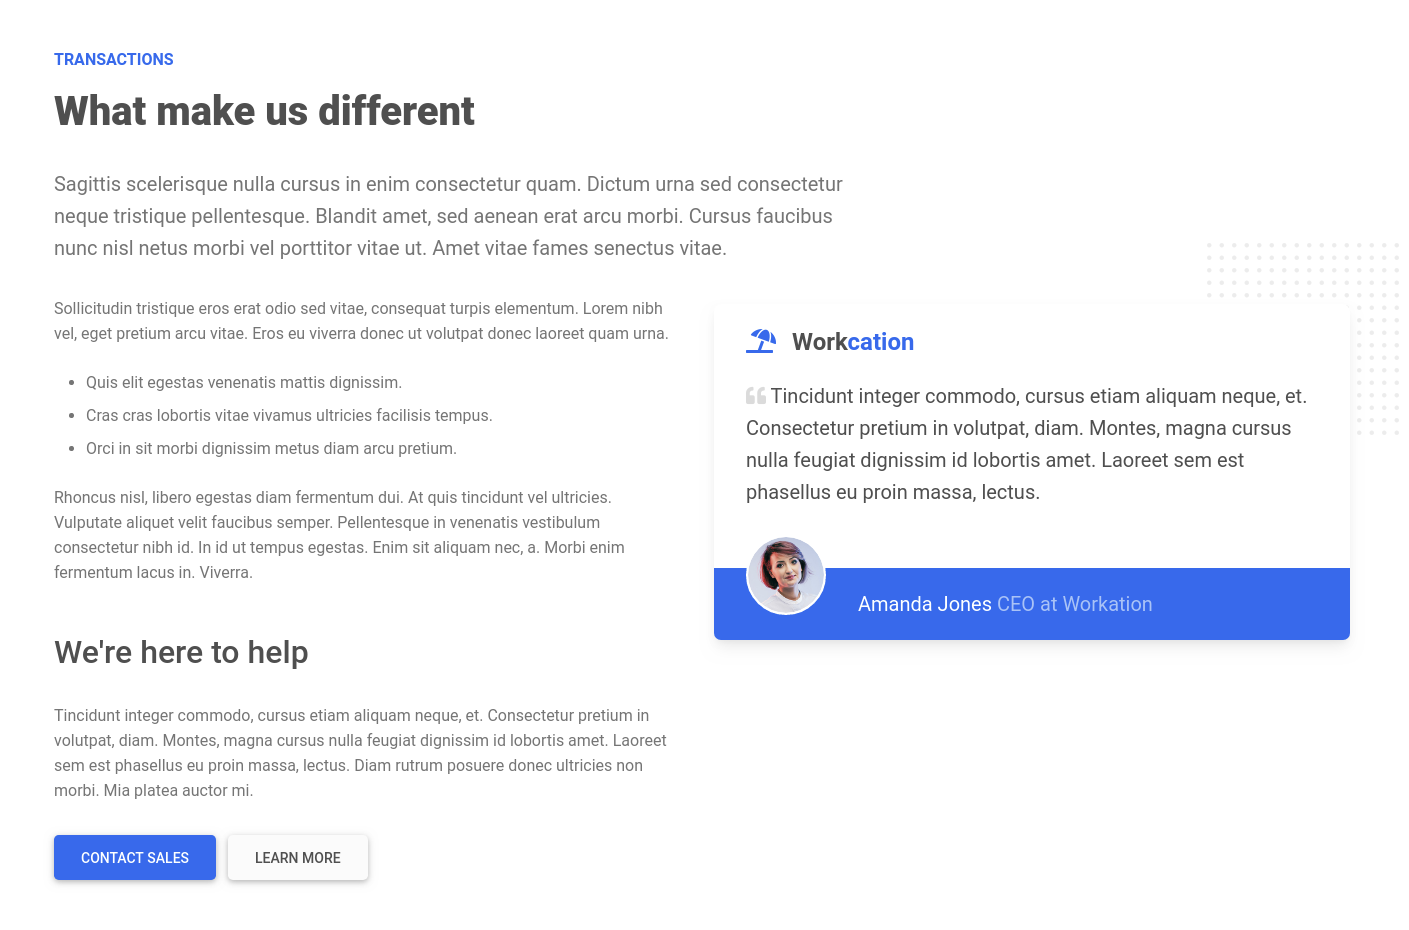 TRANSACTIONS
What make us different
Sagittis scelerisque nulla cursus in enim consectetur quam. Dictum urna sed consectetur
neque tristique pellentesque. Blandit amet, sed aenean erat arcu morbi. Cursus faucibus
nunc nisl netus morbi vel porttitor vitae ut. Amet vitae fames senectus vitae.
Sollicitudin tristique eros erat odio sed vitae, consequat turpis elementum. Lorem nibh
vel, eget pretium arcu vitae. Eros eu viverra donec ut volutpat donec laoreet quam urna.
• Quis elit egestas venenatis mattis dignissim.
• Cras cras lobortis vitae vivamus ultricies facilisis tempus.
• Orci in sit morbi dignissim metus diam arcu pretium.
Rhoncus nisl, libero egestas diam fermentum dui. At quis tincidunt vel ultricies.
Vulputate aliquet velit faucibus semper. Pellentesque in venenatis vestibulum
consectetur nibh id. In id ut tempus egestas. Enim sit aliquam nec, a. Morbi enim
fermentum lacus in. Viverra.
We're here to help
Tincidunt integer commodo, cursus etiam aliquam neque, et. Consectetur pretium in
volutpat, diam. Montes, magna cursus nulla feugiat dignissim id lobortis amet. Laoreet
sem est phasellus eu proin massa, lectus. Diam rutrum posuere donec ultricies non
morbi. Mia platea auctor mi.
CONTACT SALES
LEARN MORE
Workcation
“ Tincidunt integer commodo, cursus etiam aliquam neque, et.
Consectetur pretium in volutpat, diam. Montes, magna cursus
nulla feugiat dignissim id lobortis amet. Laoreet sem est
phasellus eu proin massa, lectus.
Amanda Jones CEO at Workation